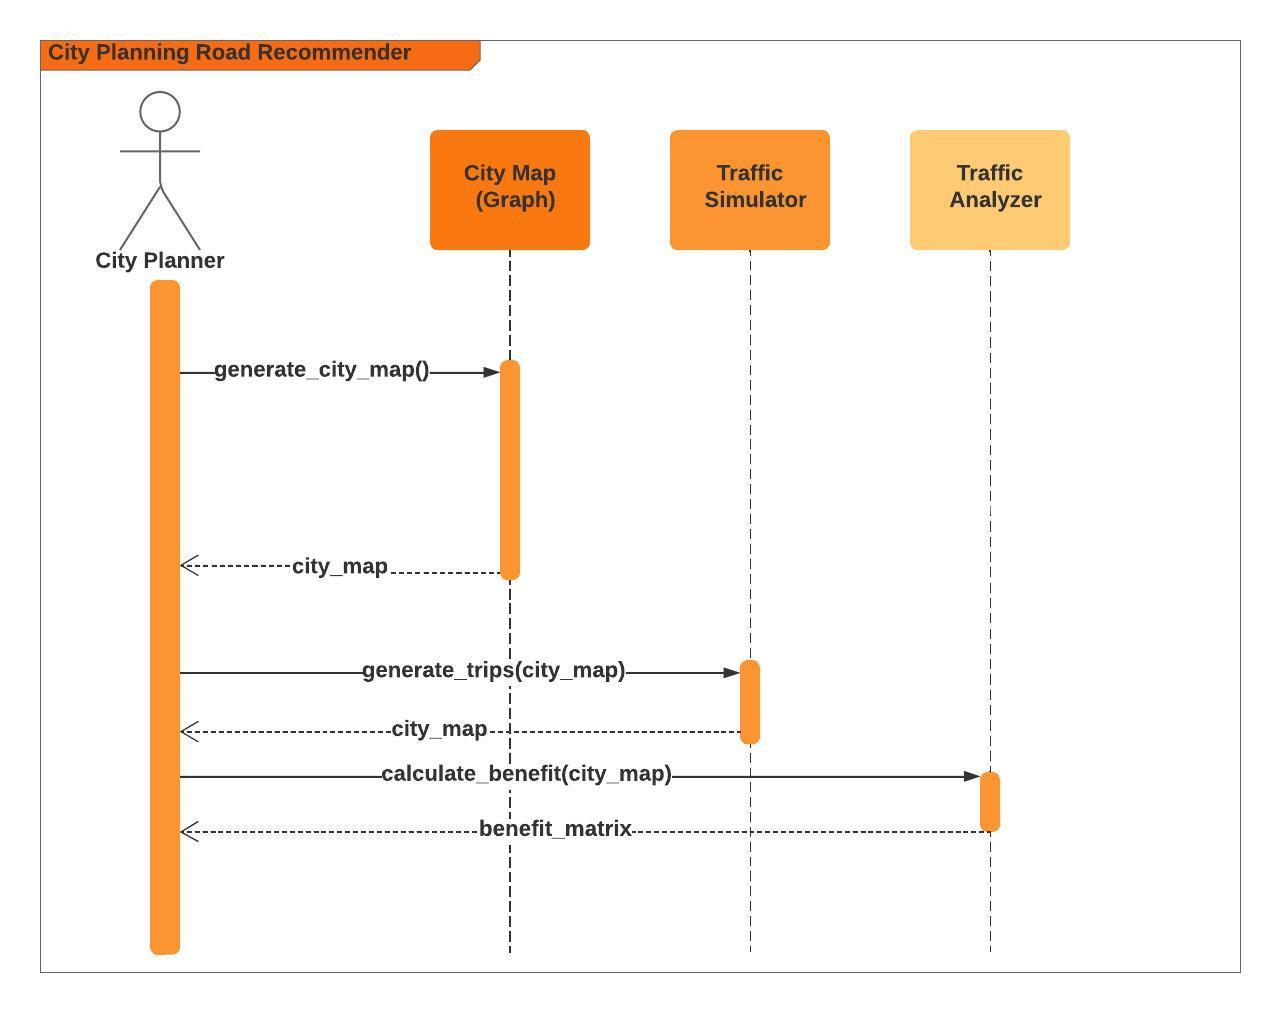 City Planning Road Recommender
City Map
(Graph)
Traffic
Simulator
Traffic
Analyzer
City Planner
generate_city_map()
city_map
generate_trips(city_map)
city_map
calculate_benefit(city_map)
benefit_matrix